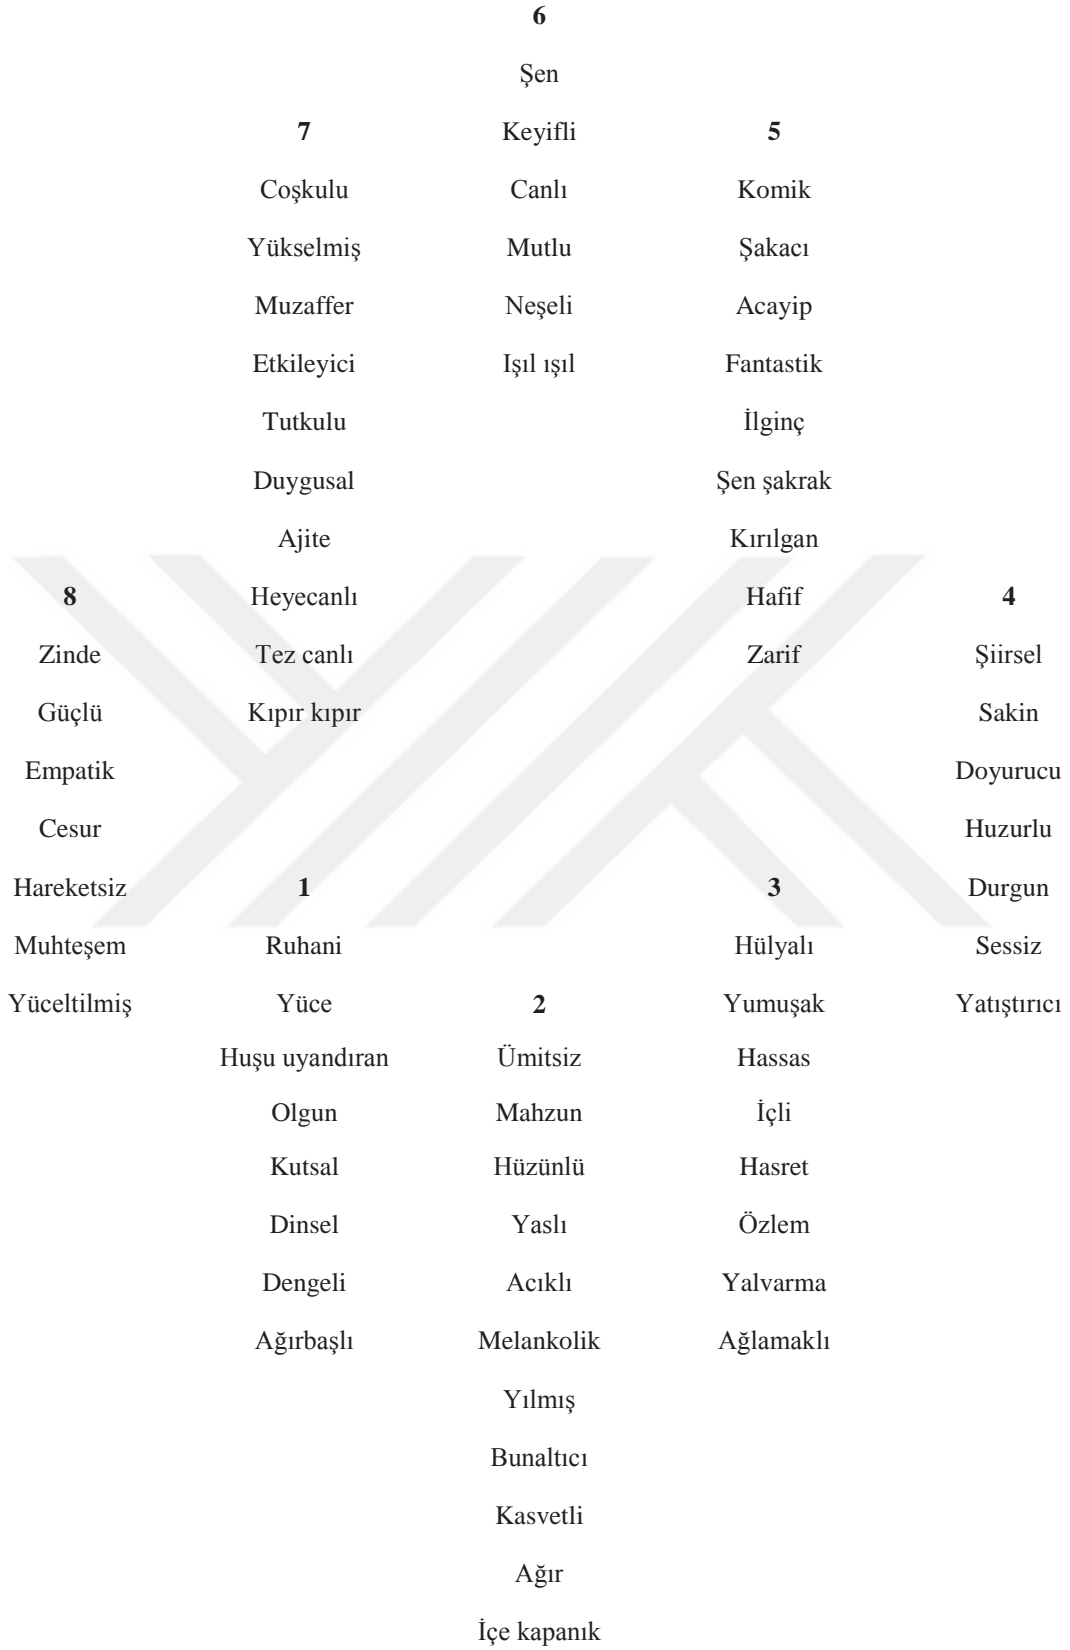 6
Şen
7 Keyifli 5
Coşkulu Canlı Komik
Yükselmiş Mutlu Şakacı
Muzaffer Neşeli Acayip
Etkileyici Işıl ışıl Fantastik
Tutkulu İlginç
Duygusal Şen şakrak
Ajite Kırılgan
8 Heyecanlı Hafif 4
Zinde Tez canlı Zarif Şiirsel
Güçlü Kıpır kıpır Sakin
Empatik Doyurucu
Cesur Huzurlu
Hareketsiz 1 3 Durgun
Muhteşem Ruhani Hülyalı Sessiz
Yüceltilmiş Yüce 2 Yumuşak Yatıştırıcı
Huşu uyandıran Ümitsiz Hassas
Olgun Mahzun İçli
Kutsal Hüzünlü Hasret
Dinsel Yaslı Özlem
Dengeli Acıklı Yalvarma
Ağırbaşlı Melankolik Ağlamaklı
Yılmış
Bunaltıcı
Kasvetli
Ağır
İçe kapanık